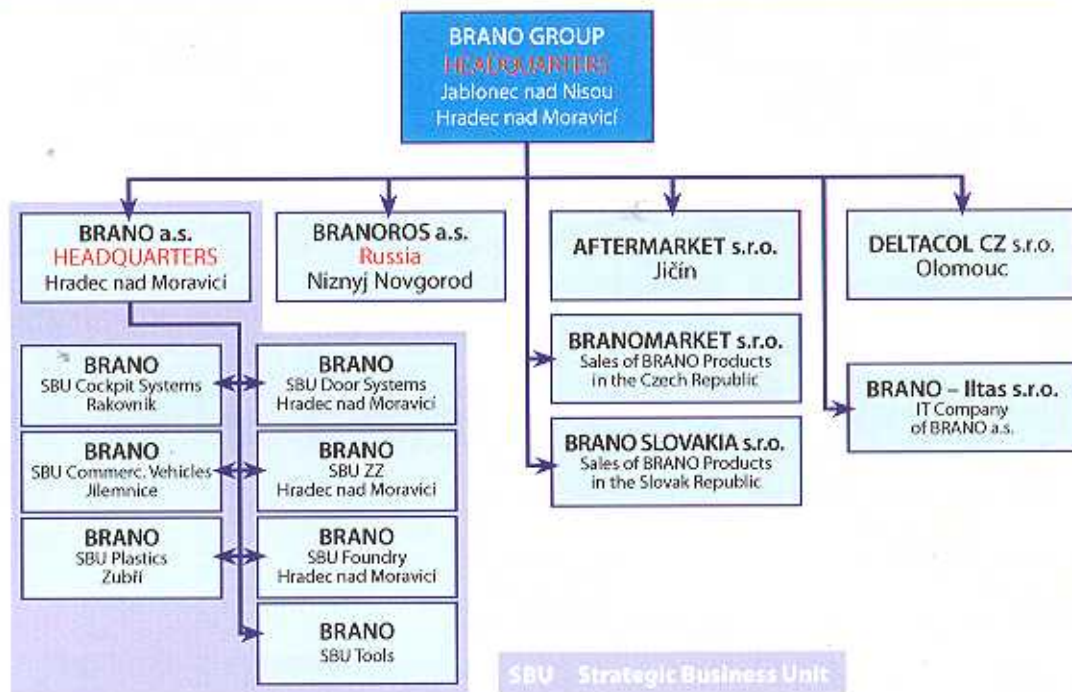 BRANO GROUP
HEADQUARTERS
Jablonec nad Nisou
Hradec nad Moravicí
BRANO a.s.
HEADQUARTERS
Hradec nad Moravicí
BRANOROS a.s.
Russia
Niznyj Novgorod
AFTERMARKET s.r.o.
Jičín
DELTACOL CZ s.r.o.
Olomouc
BRANO
SBU Cockpit Systems
Rakovník
BRANO
SBU Door Systems
Hradec nad Moravicí
BRANOMARKET s.r.o.
Sales of BRANO Products
in the Czech Republic
BRANO – Iltas s.r.o.
IT Company
of BRANO a.s.
BRANO
SBU Commerc. Vehicles
Jilemnice
BRANO
SBU ZZ
Hradec nad Moravicí
BRANO SLOVAKIA s.r.o.
Sales of BRANO Products
in the Slovak Republic
BRANO
SBU Plastics
Zubří
BRANO
SBU Foundry
Hradec nad Moravicí
BRANO
SBU Tools
SBU Strategic Business Unit